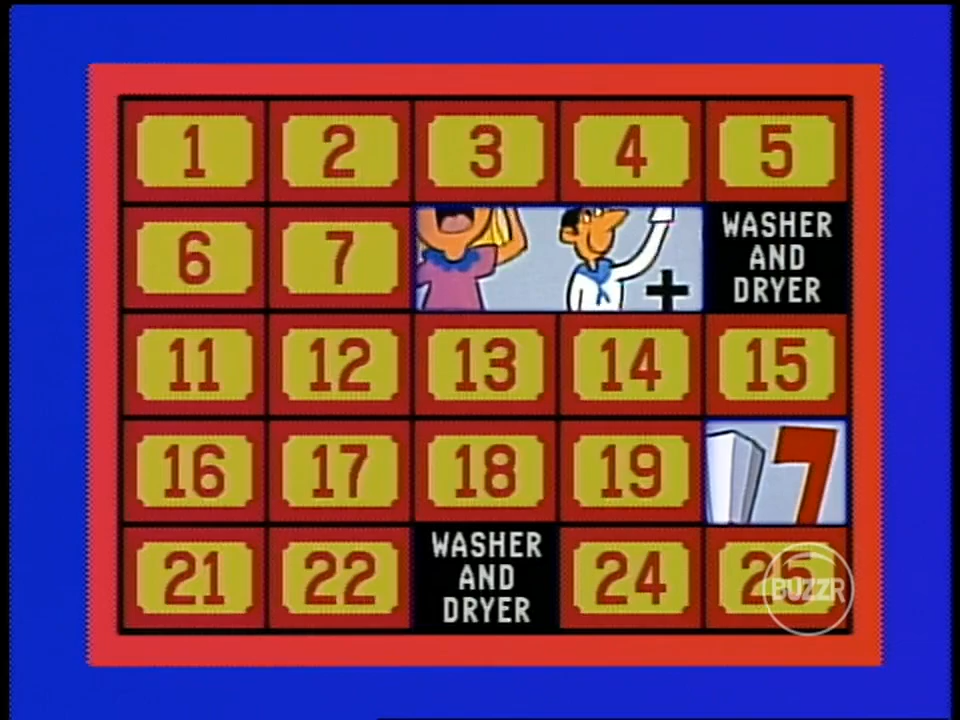 1 2 3 4 5
6 7 + WASHER
AND
DRYER
11 12 13 14 15
16 17 18 19 7
21 22 WASHER
AND
DRYER
24 25
BUZZR